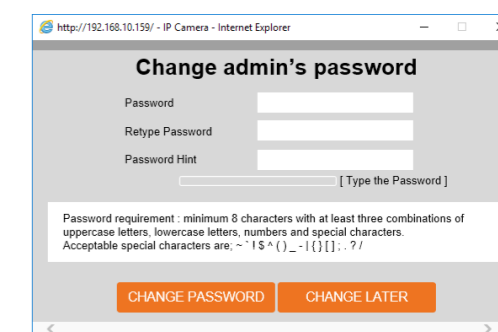 http://192.168.10.159/ - IP Camera - Internet Explorer
Change admin's password
Password
Retype Password
Password Hint
[ Type the Password ]
Password requirement : minimum 8 characters with at least three combinations of
uppercase letters, lowercase letters, numbers and special characters.
Acceptable special characters are; ~ ` ! $ ^ ( ) _ - | { } [ ] ; . ? /
CHANGE PASSWORD
CHANGE LATER